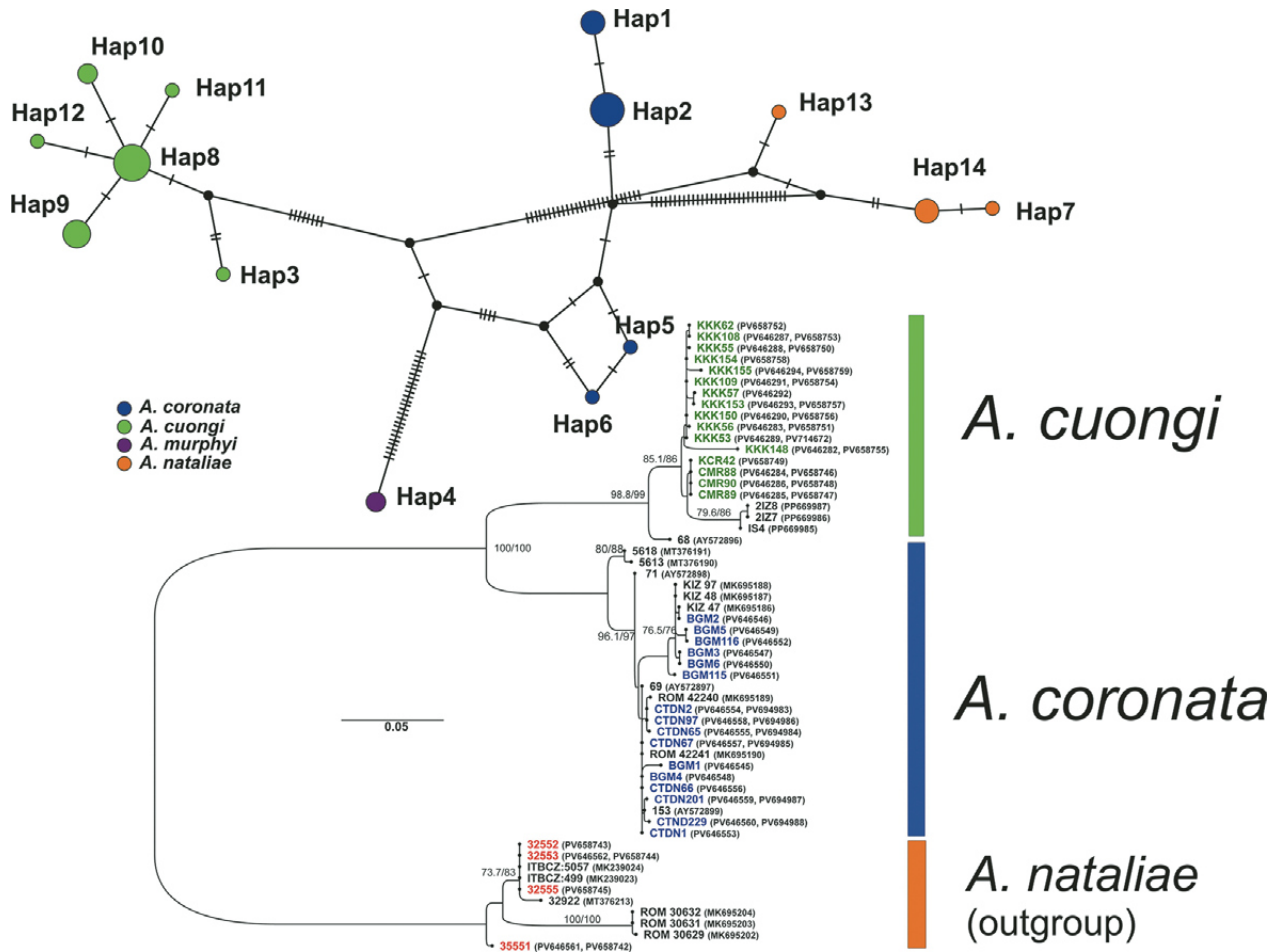 Hap1
Hap10
Hap11
Hap2
Hap13
Hap12
Hap8
Hap14
Hap9
Hap7
Hap3
Hap5
Hap6
Hap4
A. coronata
A. cuongi
A. murphyi
A. nataliae
KKK62 (PV658752)
KKK108 (PV646287, PV658753)
KKK55 (PV646288, PV658750)
KKK154 (PV658758)
KKK155 (PV646294, PV658759)
KKK109 (PV646291, PV658754)
KKK57 (PV646292)
KKK153 (PV646293, PV658757)
KKK150 (PV646290, PV658756)
KKK56 (PV646283, PV658751)
KKK53 (PV646289, PV714672)
KKK148 (PV646282, PV658755)
85.1/86
KCR42 (PV658749)
CMR88 (PV646284, PV658746)
CMR90 (PV646286, PV658748)
CMR89 (PV646285, PV658747)
98.8/99
2IZ8 (PP669987)
79.6/86
2IZ7 (PP669986)
IS4 (PP669985)
68 (AY572896)
A. cuongi
100/100
80/88
5618 (MT376191)
5613 (MT376190)
71 (AY572898)
KIZ 97 (MK695188)
KIZ 48 (MK695187)
KIZ 47 (MK695186)
BGM2 (PV646546)
76.5/76
BGM5 (PV646549)
96.1/97
BGM116 (PV646552)
BGM3 (PV646547)
BGM6 (PV646550)
BGM115 (PV646551)
69 (AY572897)
ROM 42240 (MK695189)
CTDN2 (PV646554, PV694983)
CTDN97 (PV646558, PV694986)
CTDN65 (PV646555, PV694984)
CTDN67 (PV646557, PV694985)
ROM 42241 (MK695190)
BGM1 (PV646545)
BGM4 (PV646548)
CTDN66 (PV646556)
CTDN201 (PV646559, PV694987)
153 (AY572899)
CTND229 (PV646560, PV694988)
CTDN1 (PV646553)
A. coronata
0.05
32552 (PV658743)
32553 (PV646562, PV658744)
73.7/83
ITBCZ:5057 (MK239024)
ITBCZ:499 (MK239023)
32555 (PV658745)
32922 (MT376213)
100/100
ROM 30632 (MK695204)
ROM 30631 (MK695203)
ROM 30629 (MK695202)
35551 (PV646561, PV658742)
A. nataliae
(outgroup)